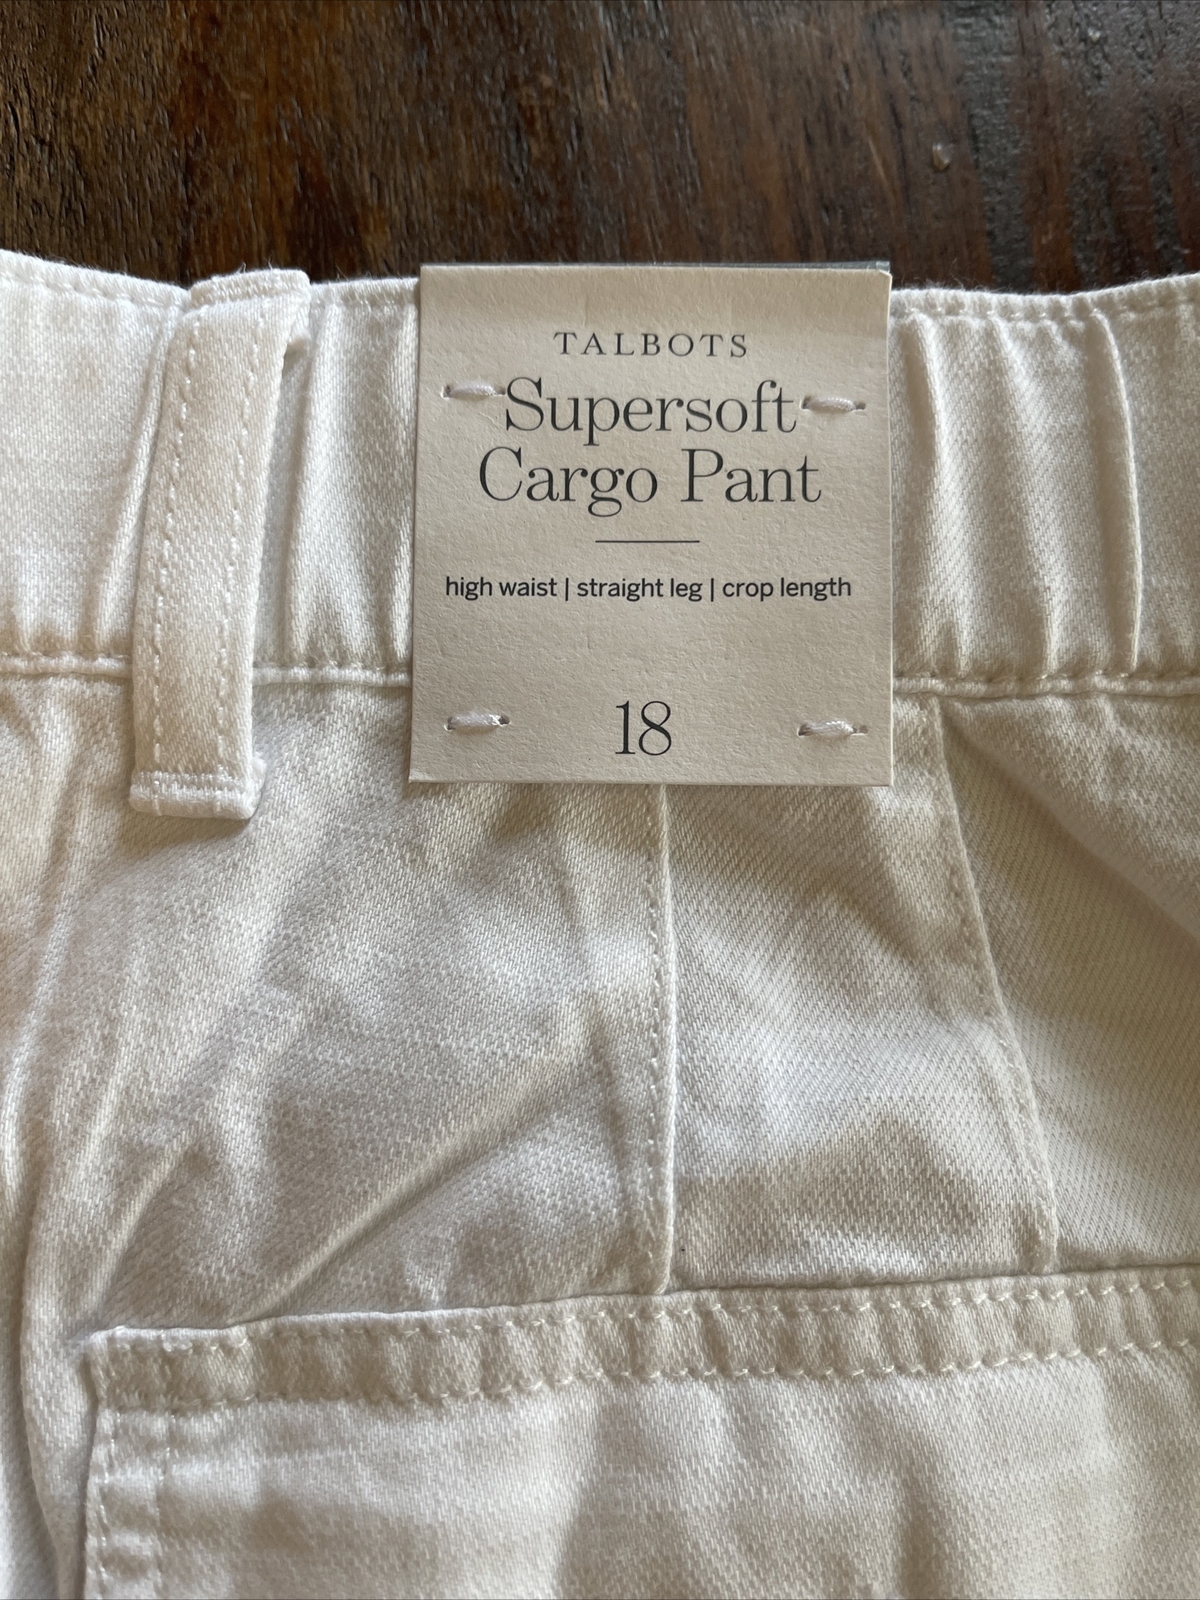 TALBOTS
Supersoft
Cargo Pant
high waist | straight leg | crop length
18